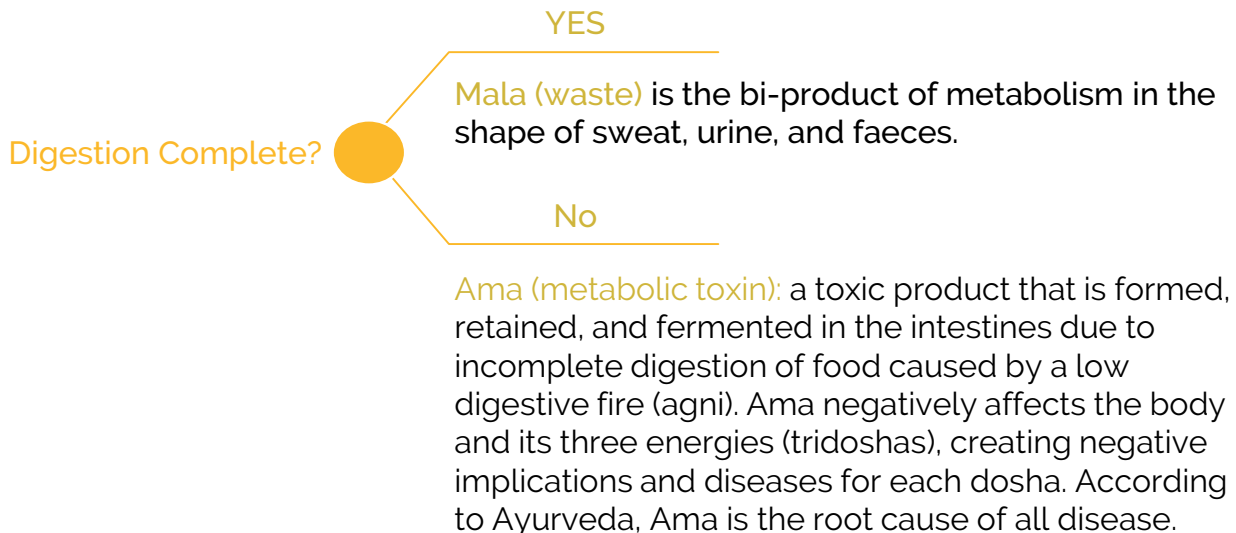 YES
Mala (waste) is the bi-product of metabolism in the
shape of sweat, urine, and faeces.
Digestion Complete?
No
Ama (metabolic toxin): a toxic product that is formed,
retained, and fermented in the intestines due to
incomplete digestion of food caused by a low
digestive fire (agni). Ama negatively affects the body
and its three energies (tridoshas), creating negative
implications and diseases for each dosha. According
to Ayurveda, Ama is the root cause of all disease.